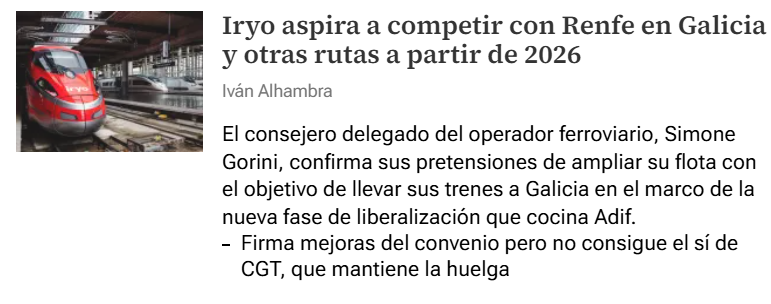 Iryo aspira a competir con Renfe en Galicia
y otras rutas a partir de 2026
Iván Alhambra
El consejero delegado del operador ferroviario, Simone
Gorini, confirma sus pretensiones de ampliar su flota con
el objetivo de llevar sus trenes a Galicia en el marco de la
nueva fase de liberalización que cocina Adif.
– Firma mejoras del convenio pero no consigue el sí de
CGT, que mantiene la huelga
iryo